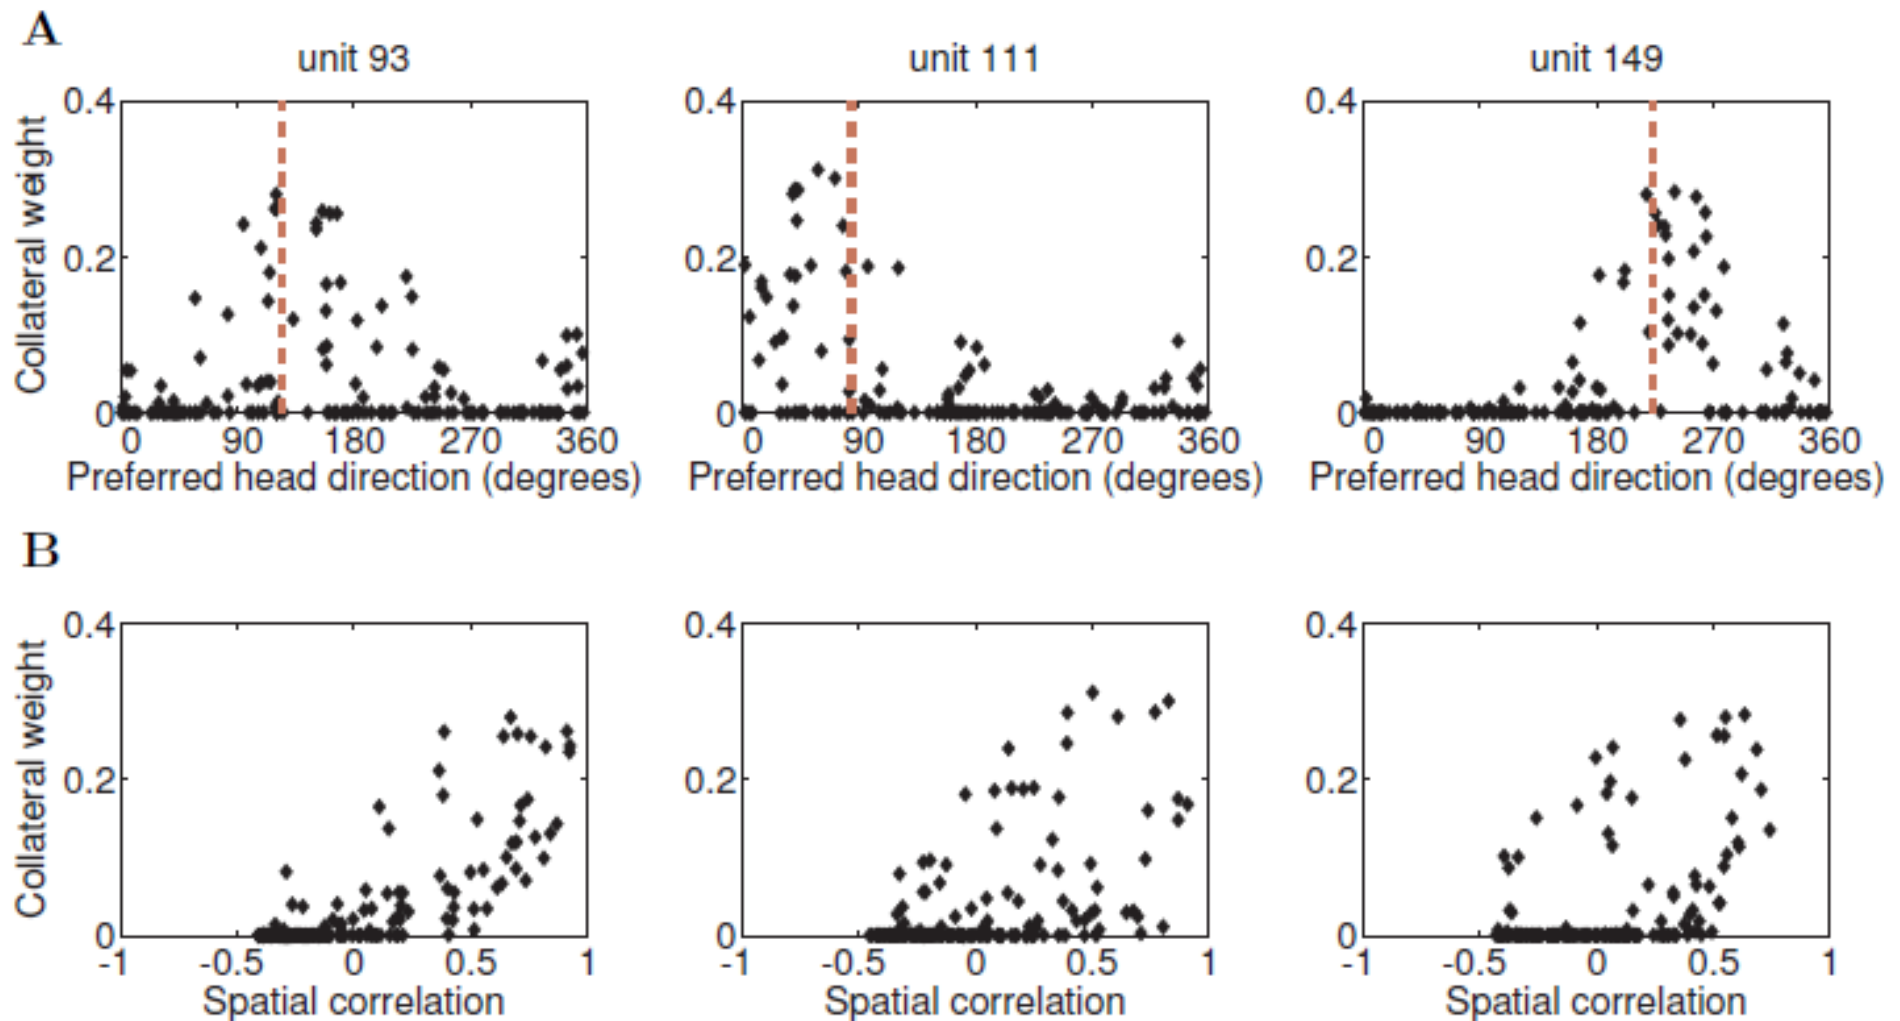 A
unit 93 unit 111 unit 149
0.4 0.4 0.4
Collateral weight
0.2 0.2 0.2
0 0 0
0 90 180 270 360 0 90 180 270 360 0 90 180 270 360
Preferred head direction (degrees) Preferred head direction (degrees) Preferred head direction (degrees)
B
0.4 0.4 0.4
Collateral weight
0.2 0.2 0.2
0 0 0
-1 -0.5 0 0.5 1 -1 -0.5 0 0.5 1 -1 -0.5 0 0.5 1
Spatial correlation Spatial correlation Spatial correlation